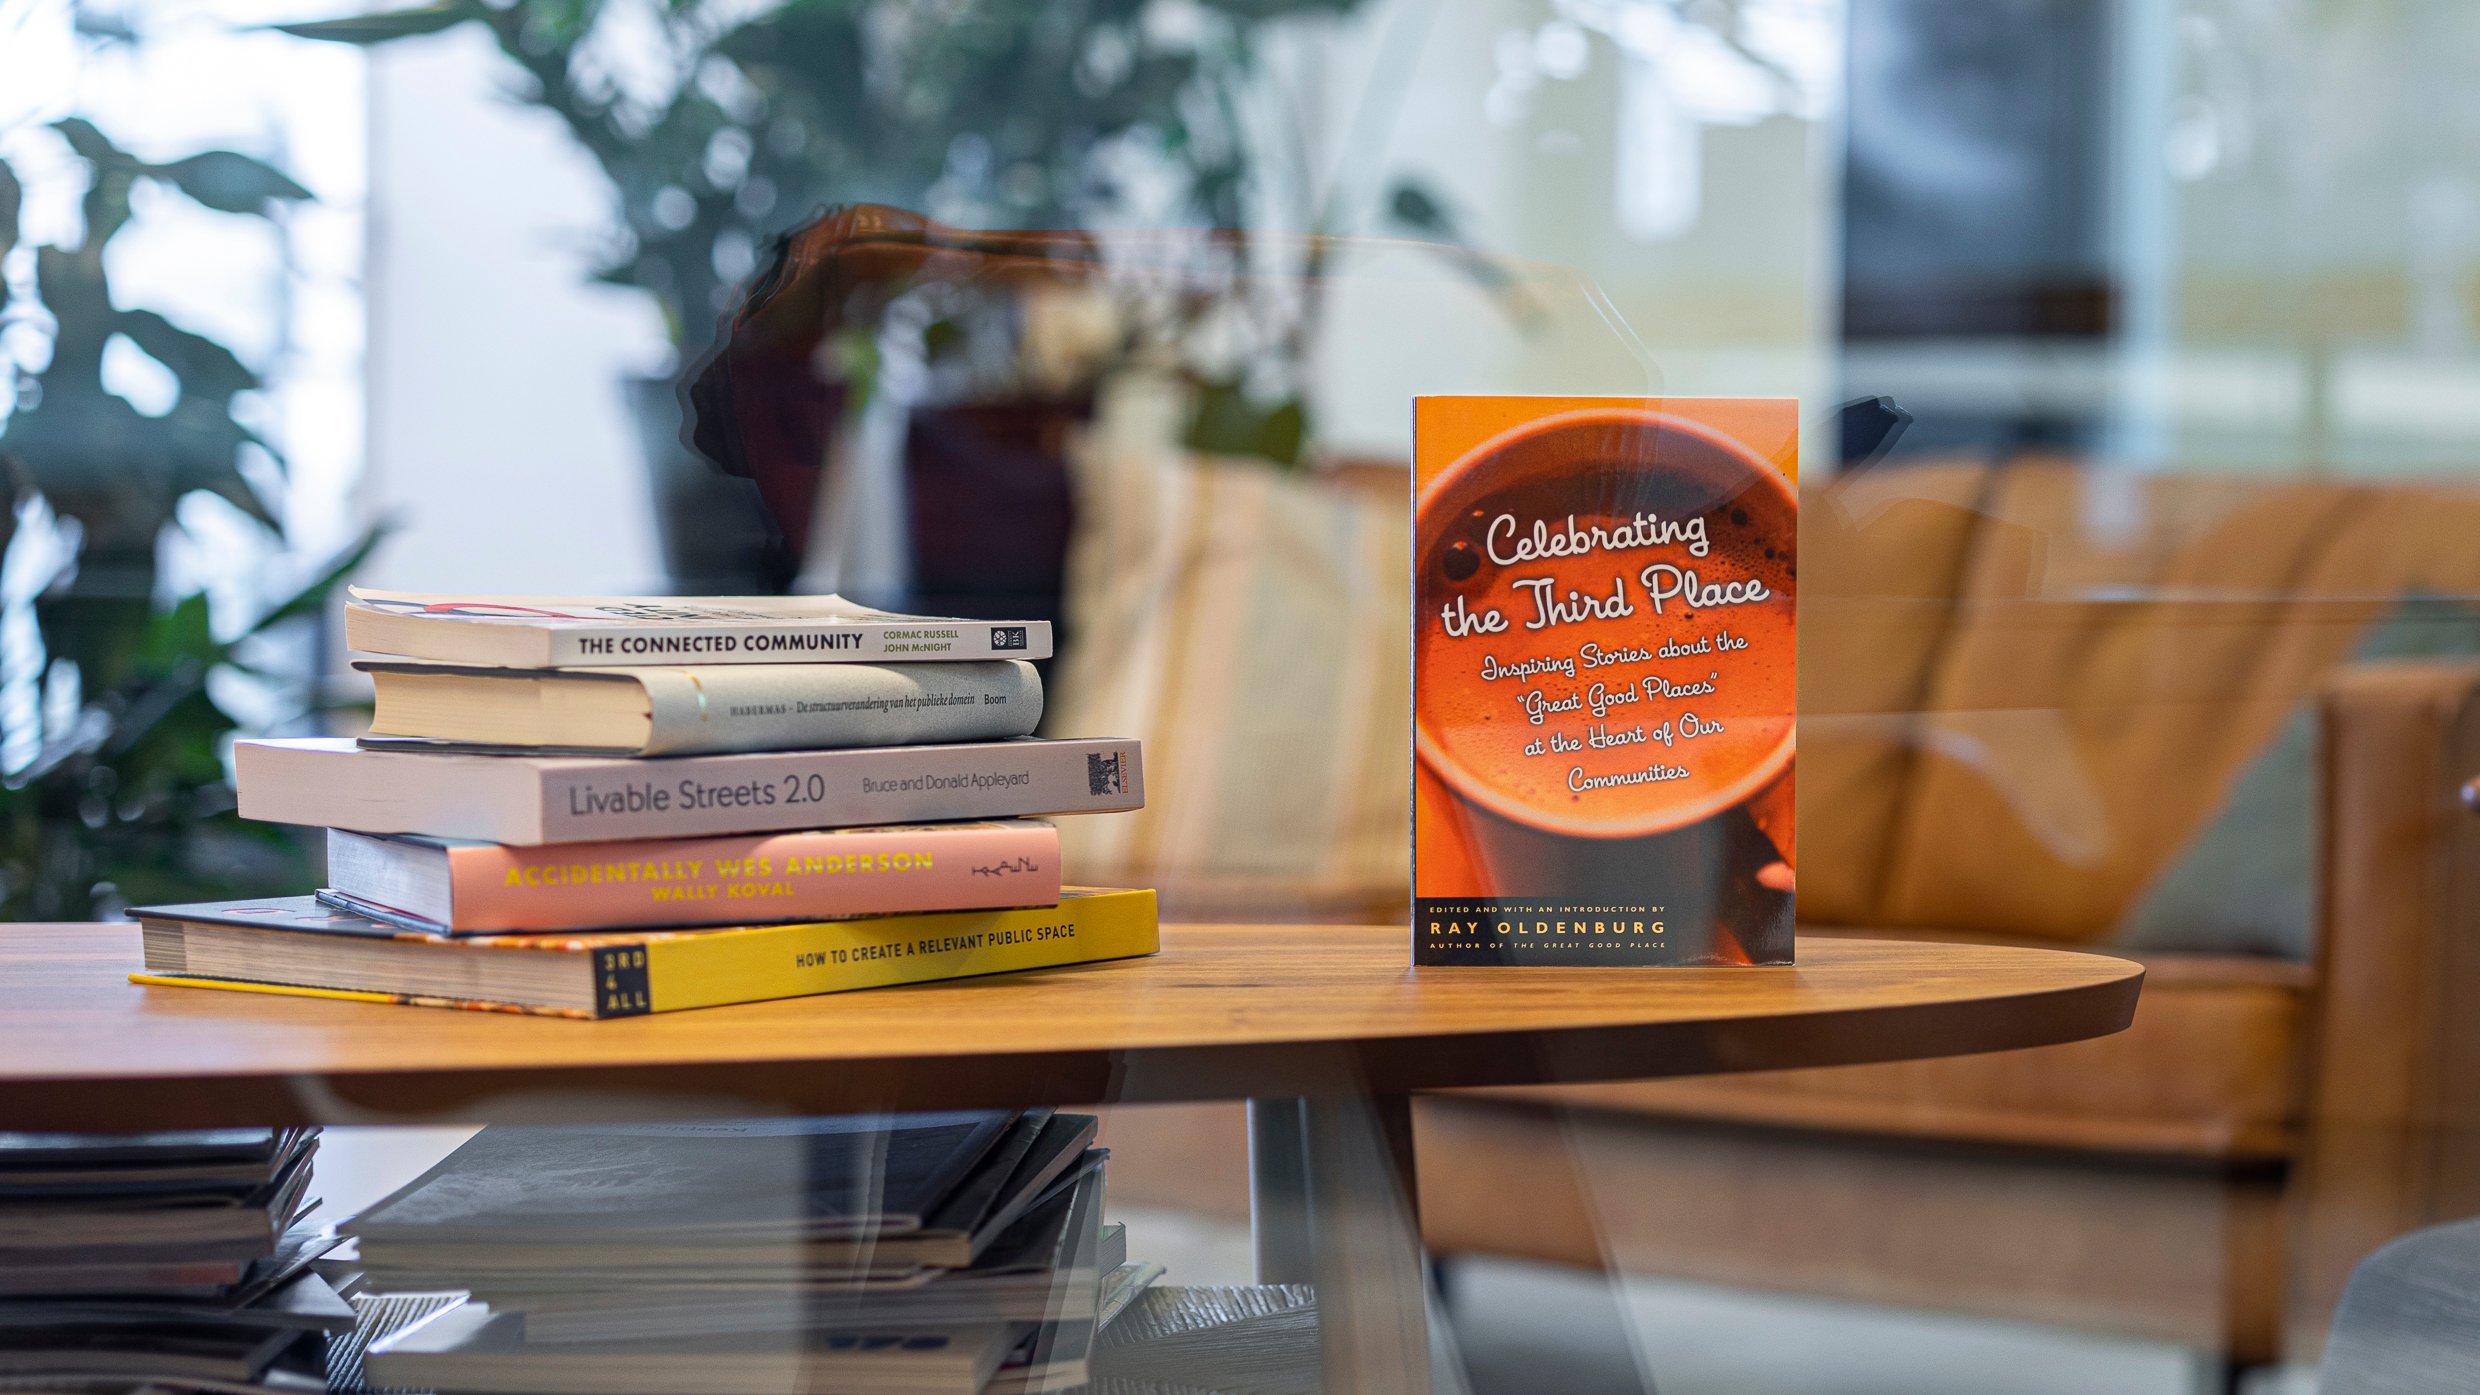 THE CONNECTED COMMUNITY
CORMAC RUSSELL
JOHN McNIGHT
BK
HABERMAS - De structuurverandering van het publieke domein Boom
Livable Streets 2.0 Bruce and Donald Appleyard
ELSEVIER
ACCIDENTALLY WES ANDERSON
WALLY KOVAL
3RD
4
ALL
HOW TO CREATE A RELEVANT PUBLIC SPACE
Celebrating
the Third Place
Inspiring Stories about the
"Great Good Places"
at the Heart of Our
Communities
EDITED AND WITH AN INTRODUCTION BY
RAY OLDENBURG
AUTHOR OF THE GREAT GOOD PLACE